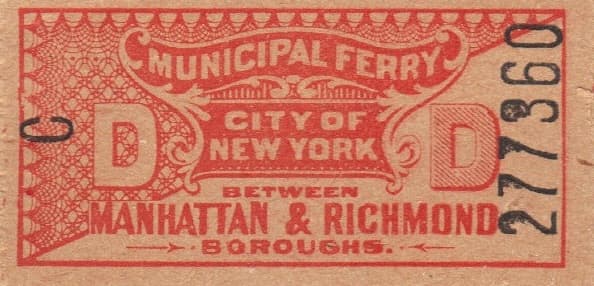 MUNICIPAL FERRY
CITY OF
NEW YORK
D D
BETWEEN
MANHATTAN & RICHMOND
BOROUGHS.
C
277360